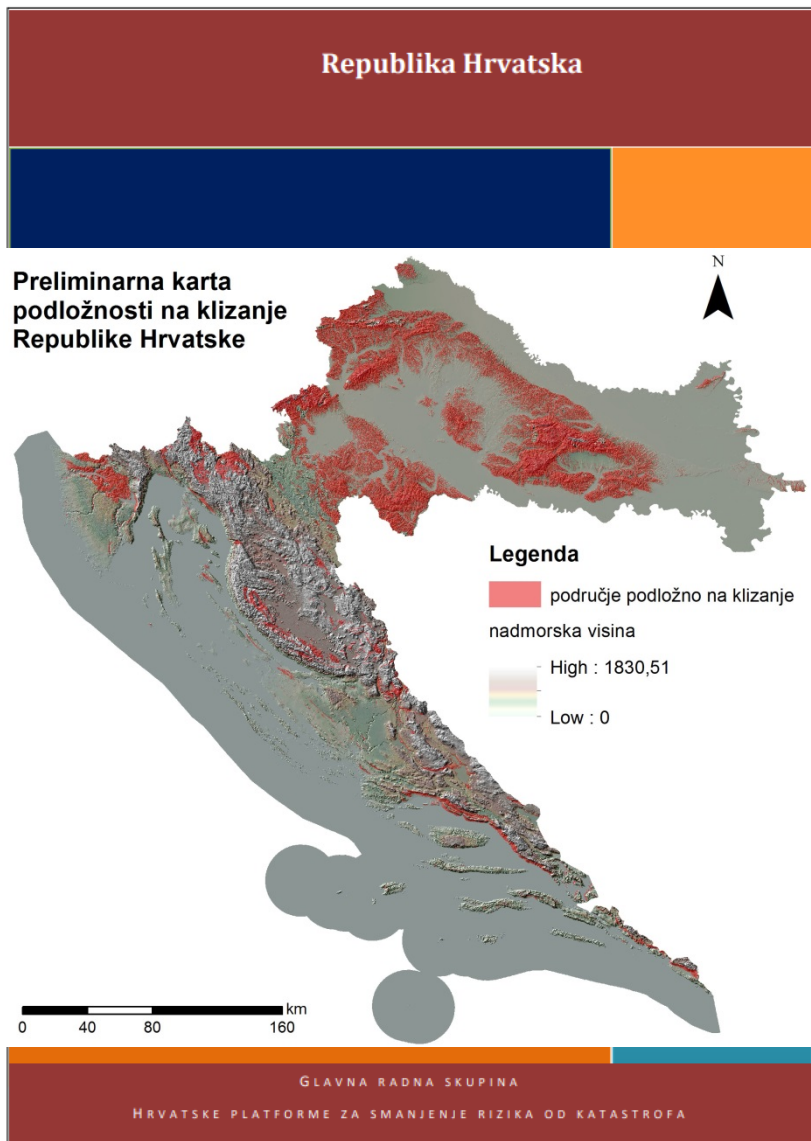 Republika Hrvatska
Preliminarna karta
podložnosti na klizanje
Republike Hrvatske
N
Legenda
područje podložno na klizanje
nadmorska visina
High : 1830,51
Low : 0
km
0 40 80 160
GLAVNA RADNA SKUPINA
HRVATSKE PLATFORME ZA SMANJENJE RIZIKA OD KATASTROFA